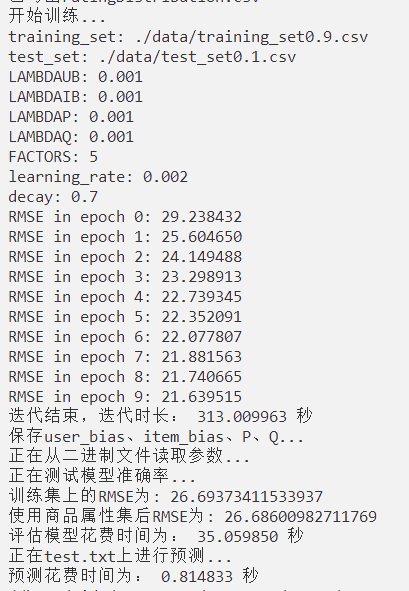 开始训练...
training_set: ./data/training_set0.9.csv
test_set: ./data/test_set0.1.csv
LAMBDAUB: 0.001
LAMBDAIB: 0.001
LAMBDAP: 0.001
LAMBDAQ: 0.001
FACTORS: 5
learning_rate: 0.002
decay: 0.7
RMSE in epoch 0: 29.238432
RMSE in epoch 1: 25.604650
RMSE in epoch 2: 24.149488
RMSE in epoch 3: 23.298913
RMSE in epoch 4: 22.739345
RMSE in epoch 5: 22.352091
RMSE in epoch 6: 22.077807
RMSE in epoch 7: 21.881563
RMSE in epoch 8: 21.740665
RMSE in epoch 9: 21.639515
迭代结束，迭代时长： 313.009963 秒
保存user_bias、item_bias、P、Q...
正在从二进制文件读取参数...
正在测试模型准确率...
训练集上的RMSE为: 26.69373411533937
使用商品属性集后RMSE为: 26.68600982711769
评估模型花费时间为： 35.059850 秒
正在test.txt上进行预测...
预测花费时间为： 0.814833 秒